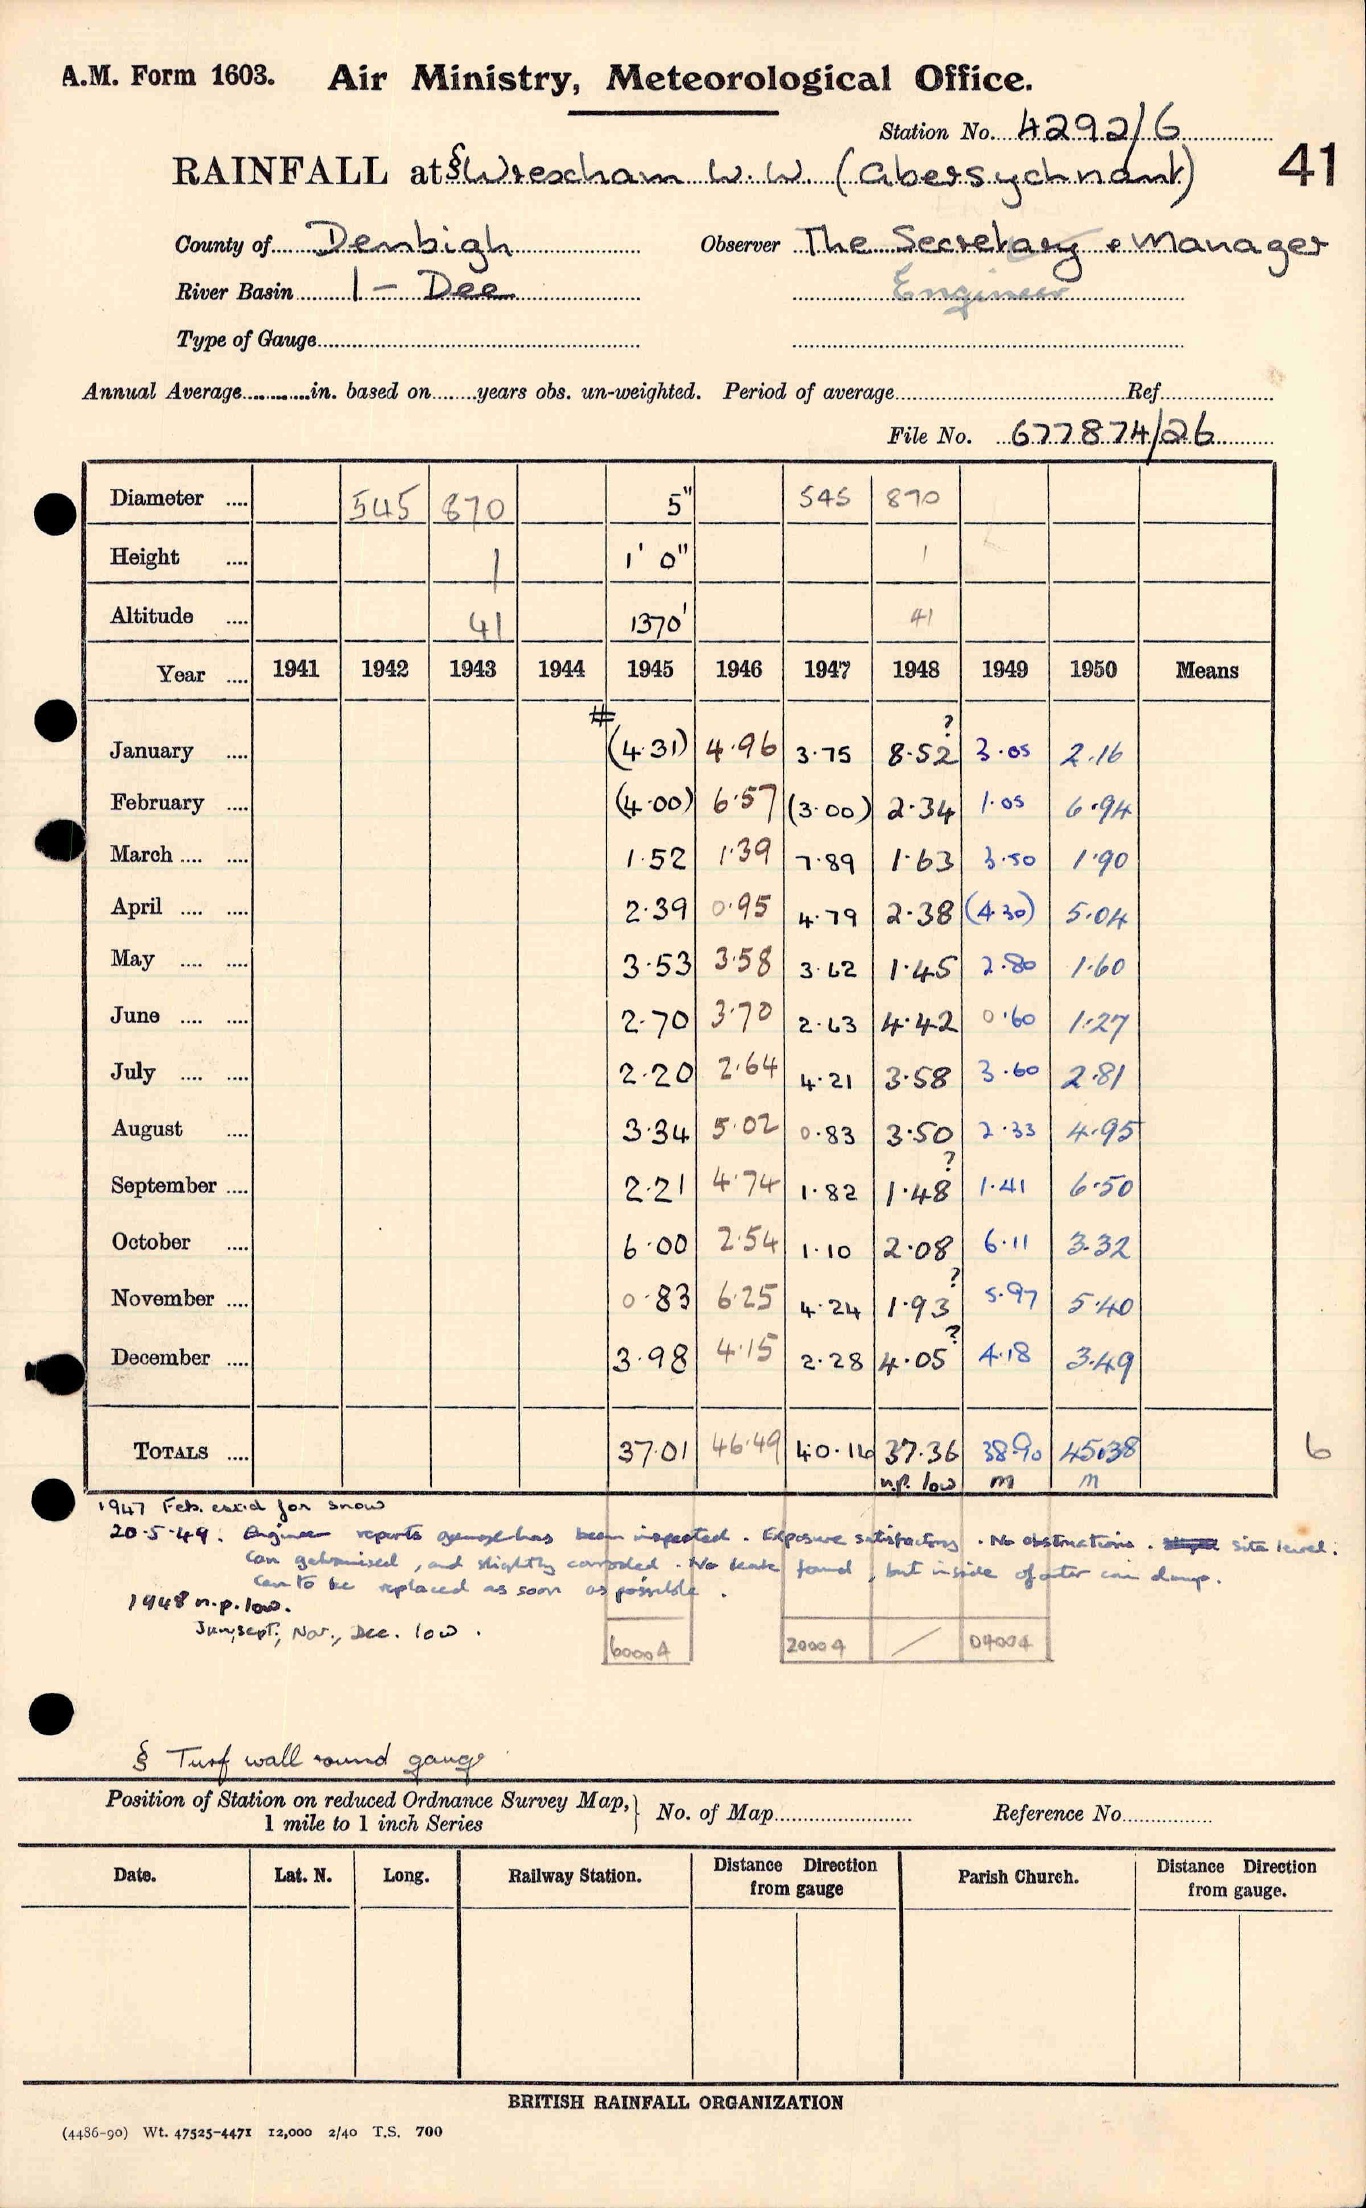 A.M. Form 1603. Air Ministry, Meteorological Office.
Station No. 4292/6
RAINFALL at § Wrexham W.W. (Abersychnant) 41
County of Denbigh Observer The Secretary & Manager
River Basin 1 - Dee Engineer
Type of Gauge
Annual Average in. based on years obs. un-weighted. Period of average Ref
File No. 677874/26
Diameter .... 545 870 5" 545 870
Height .... 1 1' 0" 1
Altitude .... 41 1370' 41
Year .... 1941 1942 1943 1944 1945 1946 1947 1948 1949 1950 Means
#
January .... (4.31) 4.96 3.75 8.52? 3.05 2.16
February .... (4.00) 6.57 (3.00) 2.34 1.05 6.94
March .... .... 1.52 1.39 7.89 1.63 3.50 1.90
April .... .... 2.39 0.95 4.79 2.38 (4.30) 5.04
May .... .... 3.53 3.58 3.62 1.45 2.80 1.60
June .... .... 2.70 3.70 2.63 4.42 0.60 1.27
July .... .... 2.20 2.64 4.21 3.58 3.60 2.81
August .... 3.34 5.02 0.83 3.50 2.33 4.95
September .... 2.21 4.74 1.82 1.48? 1.41 6.50
October .... 6.00 2.54 1.10 2.08 6.11 3.32
November .... 0.83 6.25 4.24 1.93? 5.97 5.40
December .... 3.98 4.15 2.28 4.05? 4.18 3.49
TOTALS .... 37.01 46.49 40.16 37.36 38.90 45.38 6
n.p. low m m
1947 Feb. est'd for snow
20-5-49. Engineer reports gauge has been inspected. Exposure satisfactory. No obstructions. site level.
Can galvanised, and slightly corroded. No leak found, but inside of outer can damp.
Can to be replaced as soon as possible.
1948 n.p. low.
Jun, Sept, Nov., Dec. low.
6000A 2000A / 0400A
§ Turf wall round gauge
Position of Station on reduced Ordnance Survey Map, } No. of Map Reference No.
1 mile to 1 inch Series
Date. Lat. N. Long. Railway Station. Distance Direction from gauge Parish Church. Distance Direction from gauge.
BRITISH RAINFALL ORGANIZATION
(4486-90) Wt. 47525-4471 12,000 2/40 T.S. 700